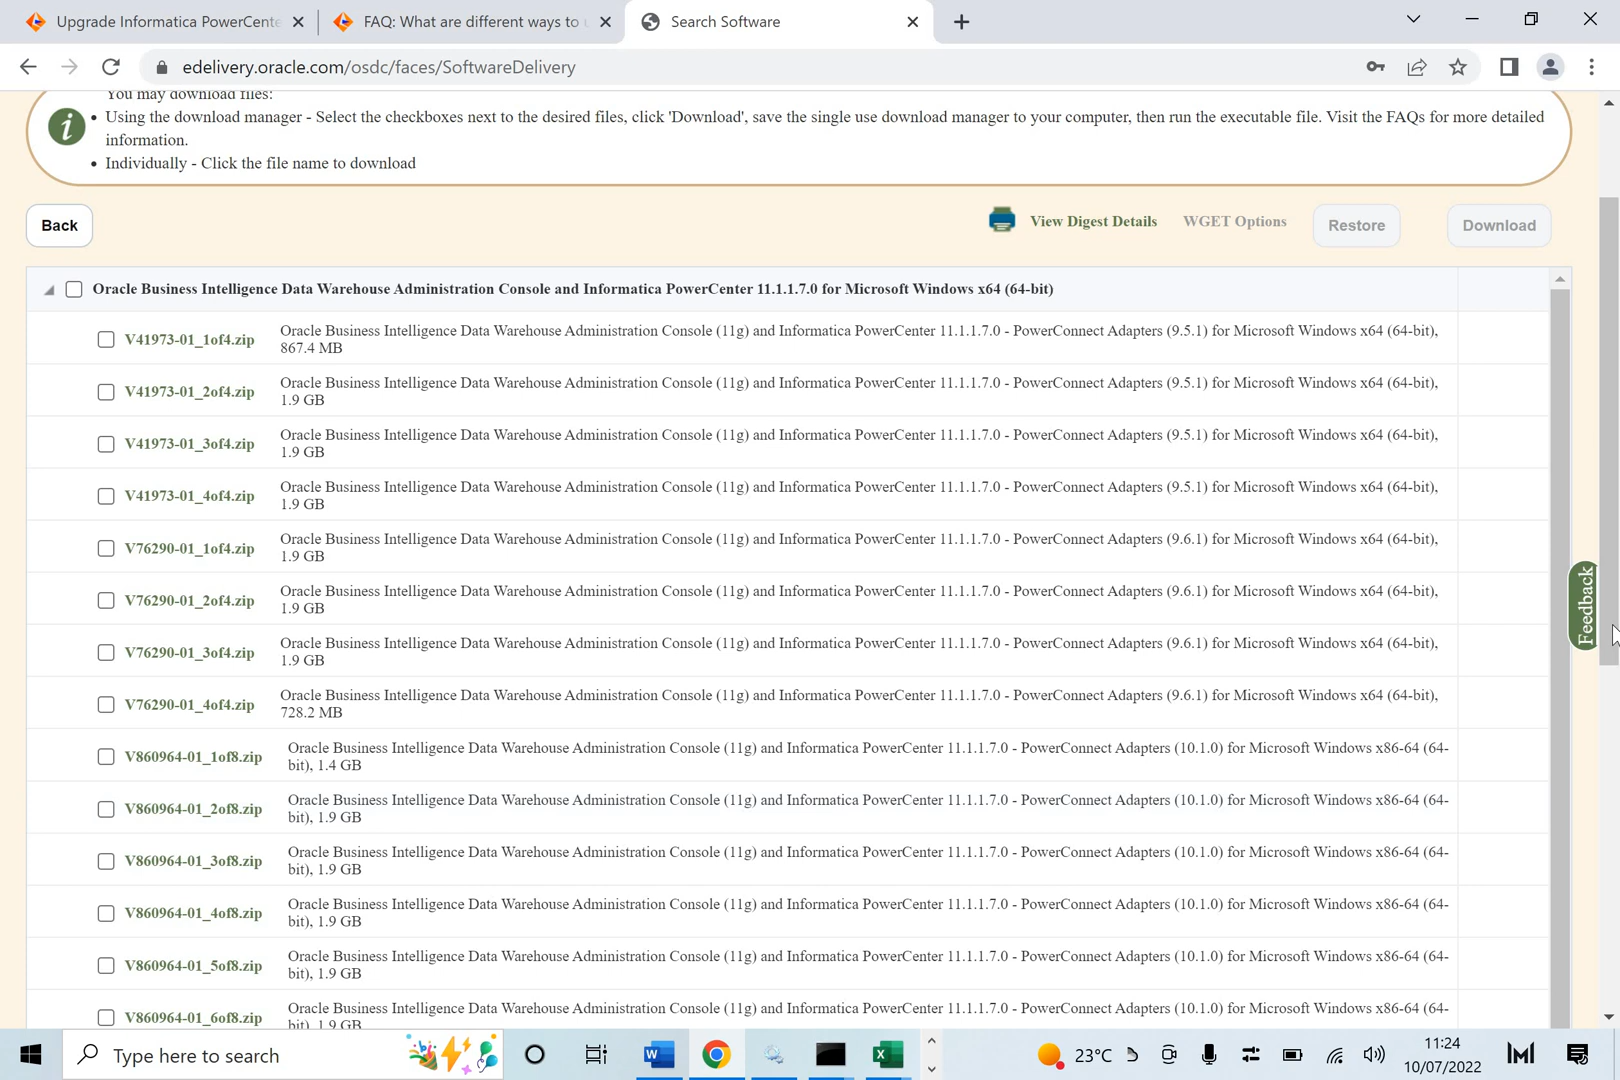 Upgrade Informatica PowerCente
FAQ: What are different ways to
Search Software
edelivery.oracle.com/osdc/faces/SoftwareDelivery
You may download files:
Using the download manager - Select the checkboxes next to the desired files, click 'Download', save the single use download manager to your computer, then run the executable file. Visit the FAQs for more detailed
information.
Individually - Click the file name to download
Back
View Digest Details
WGET Options
Restore
Download
Oracle Business Intelligence Data Warehouse Administration Console and Informatica PowerCenter 11.1.1.7.0 for Microsoft Windows x64 (64-bit)
V41973-01_1of4.zip
Oracle Business Intelligence Data Warehouse Administration Console (11g) and Informatica PowerCenter 11.1.1.7.0 - PowerConnect Adapters (9.5.1) for Microsoft Windows x64 (64-bit),
867.4 MB
V41973-01_2of4.zip
Oracle Business Intelligence Data Warehouse Administration Console (11g) and Informatica PowerCenter 11.1.1.7.0 - PowerConnect Adapters (9.5.1) for Microsoft Windows x64 (64-bit),
1.9 GB
V41973-01_3of4.zip
Oracle Business Intelligence Data Warehouse Administration Console (11g) and Informatica PowerCenter 11.1.1.7.0 - PowerConnect Adapters (9.5.1) for Microsoft Windows x64 (64-bit),
1.9 GB
V41973-01_4of4.zip
Oracle Business Intelligence Data Warehouse Administration Console (11g) and Informatica PowerCenter 11.1.1.7.0 - PowerConnect Adapters (9.5.1) for Microsoft Windows x64 (64-bit),
1.9 GB
V76290-01_1of4.zip
Oracle Business Intelligence Data Warehouse Administration Console (11g) and Informatica PowerCenter 11.1.1.7.0 - PowerConnect Adapters (9.6.1) for Microsoft Windows x64 (64-bit),
1.9 GB
V76290-01_2of4.zip
Oracle Business Intelligence Data Warehouse Administration Console (11g) and Informatica PowerCenter 11.1.1.7.0 - PowerConnect Adapters (9.6.1) for Microsoft Windows x64 (64-bit),
1.9 GB
V76290-01_3of4.zip
Oracle Business Intelligence Data Warehouse Administration Console (11g) and Informatica PowerCenter 11.1.1.7.0 - PowerConnect Adapters (9.6.1) for Microsoft Windows x64 (64-bit),
1.9 GB
V76290-01_4of4.zip
Oracle Business Intelligence Data Warehouse Administration Console (11g) and Informatica PowerCenter 11.1.1.7.0 - PowerConnect Adapters (9.6.1) for Microsoft Windows x64 (64-bit),
728.2 MB
V860964-01_1of8.zip
Oracle Business Intelligence Data Warehouse Administration Console (11g) and Informatica PowerCenter 11.1.1.7.0 - PowerConnect Adapters (10.1.0) for Microsoft Windows x86-64 (64-
bit), 1.4 GB
V860964-01_2of8.zip
Oracle Business Intelligence Data Warehouse Administration Console (11g) and Informatica PowerCenter 11.1.1.7.0 - PowerConnect Adapters (10.1.0) for Microsoft Windows x86-64 (64-
bit), 1.9 GB
V860964-01_3of8.zip
Oracle Business Intelligence Data Warehouse Administration Console (11g) and Informatica PowerCenter 11.1.1.7.0 - PowerConnect Adapters (10.1.0) for Microsoft Windows x86-64 (64-
bit), 1.9 GB
V860964-01_4of8.zip
Oracle Business Intelligence Data Warehouse Administration Console (11g) and Informatica PowerCenter 11.1.1.7.0 - PowerConnect Adapters (10.1.0) for Microsoft Windows x86-64 (64-
bit), 1.9 GB
V860964-01_5of8.zip
Oracle Business Intelligence Data Warehouse Administration Console (11g) and Informatica PowerCenter 11.1.1.7.0 - PowerConnect Adapters (10.1.0) for Microsoft Windows x86-64 (64-
bit), 1.9 GB
V860964-01_6of8.zip
Oracle Business Intelligence Data Warehouse Administration Console (11g) and Informatica PowerCenter 11.1.1.7.0 - PowerConnect Adapters (10.1.0) for Microsoft Windows x86-64 (64-
bit), 1.9 GB
Feedback
Type here to search
23°C
11:24
10/07/2022